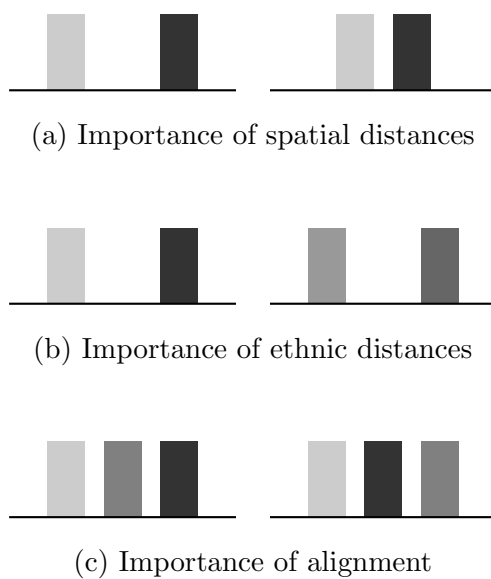 (a) Importance of spatial distances
(b) Importance of ethnic distances
(c) Importance of alignment